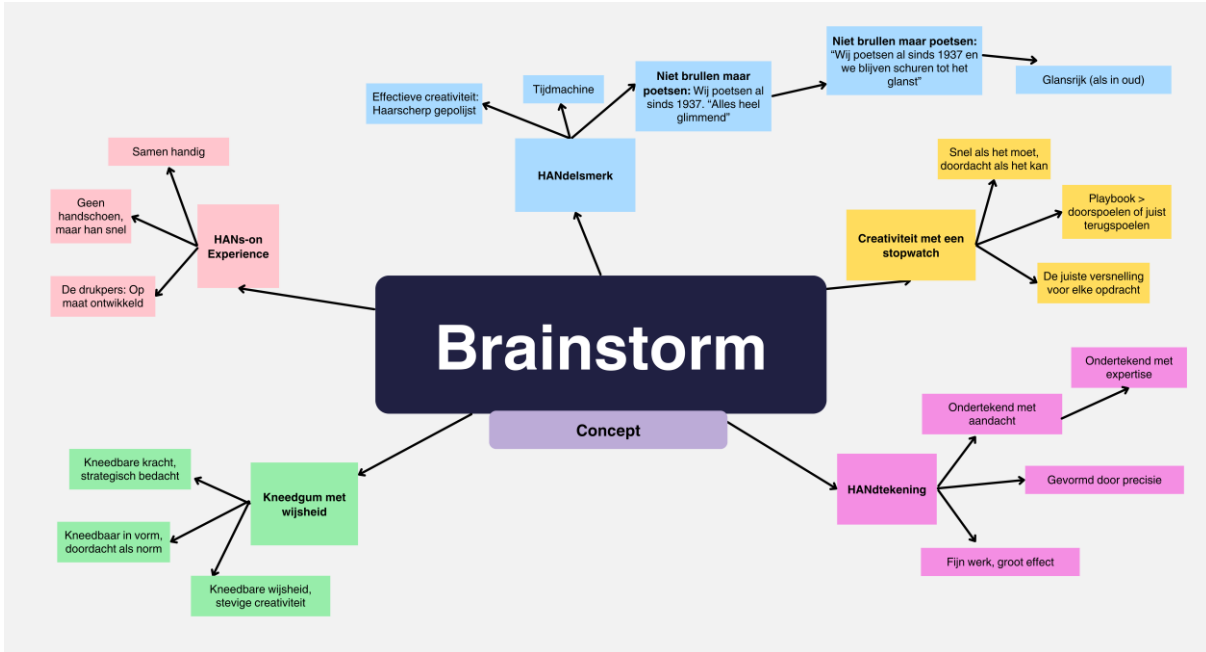 Brainstorm
Concept
HANdelsmerk
Effectieve creativiteit:
Haarscherp gepolijst
Tijdmachine
Niet brullen maar
poetsen: Wij poetsen al
sinds 1937. “Alles heel
glimmend”
Niet brullen maar poetsen:
“Wij poetsen al sinds 1937 en
we blijven schuren tot het
glanst”
Glansrijk (als in oud)
Creativiteit met een
stopwatch
Snel als het moet,
doordacht als het kan
Playbook >
doorspoelen of juist
terugspoelen
De juiste versnelling
voor elke opdracht
HANdtekening
Ondertekend met
aandacht
Ondertekend met
expertise
Gevormd door precisie
Fijn werk, groot effect
Kneedgum met
wijsheid
Kneedbare kracht,
strategisch bedacht
Kneedbaar in vorm,
doordacht als norm
Kneedbare wijsheid,
stevige creativiteit
HANs-on
Experience
Samen handig
Geen
handschoen,
maar han snel
De drukpers: Op
maat ontwikkeld